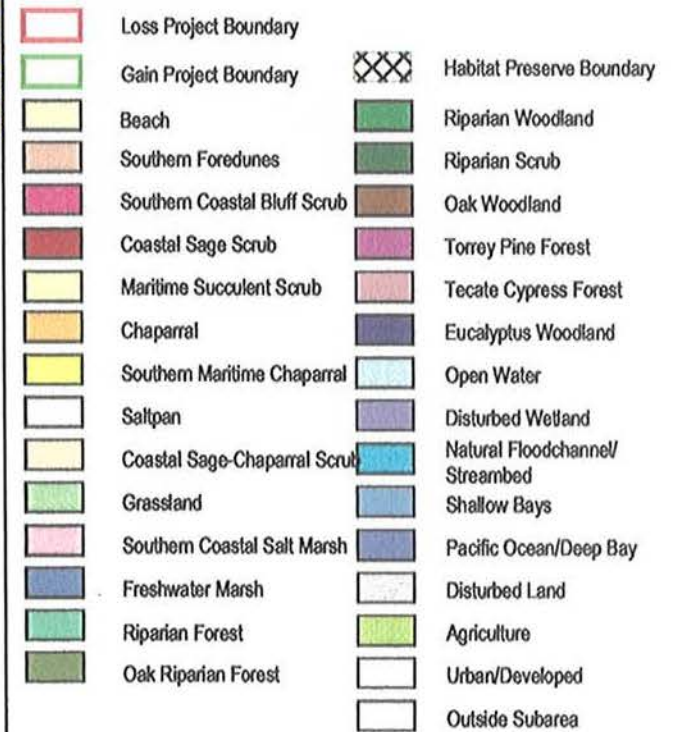 Loss Project Boundary
Gain Project Boundary
Beach
Southern Foredunes
Southern Coastal Bluff Scrub
Coastal Sage Scrub
Maritime Succulent Scrub
Chaparral
Southern Maritime Chaparral
Saltpan
Coastal Sage-Chaparral Scrub
Grassland
Southern Coastal Salt Marsh
Freshwater Marsh
Riparian Forest
Oak Riparian Forest
Habitat Preserve Boundary
Riparian Woodland
Riparian Scrub
Oak Woodland
Torrey Pine Forest
Tecate Cypress Forest
Eucalyptus Woodland
Open Water
Disturbed Wetland
Natural Floodchannel/
Streambed
Shallow Bays
Pacific Ocean/Deep Bay
Disturbed Land
Agriculture
Urban/Developed
Outside Subarea